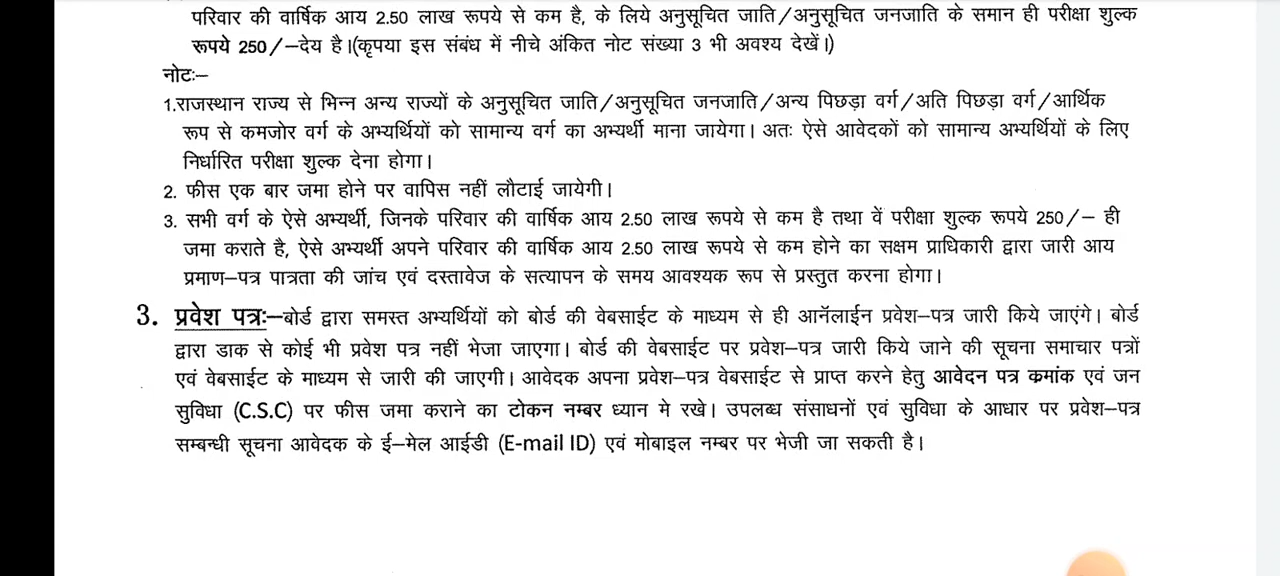 परिवार की वार्षिक आय 2.50 लाख रूपये से कम है, के लिये अनुसूचित जाति/अनुसूचित जनजाति के समान ही परीक्षा शुल्क
रूपये 250/–देय है।(कृपया इस संबंध में नीचे अंकित नोट संख्या 3 भी अवश्य देखें।)
नोटः–
1.राजस्थान राज्य से भिन्न अन्य राज्यों के अनुसूचित जाति/अनुसूचित जनजाति/अन्य पिछड़ा वर्ग/अति पिछड़ा वर्ग/आर्थिक
रूप से कमजोर वर्ग के अभ्यर्थियों को सामान्य वर्ग का अभ्यर्थी माना जायेगा। अतः ऐसे आवेदकों को सामान्य अभ्यर्थियों के लिए
निर्धारित परीक्षा शुल्क देना होगा।
2. फीस एक बार जमा होने पर वापिस नहीं लौटाई जायेगी।
3. सभी वर्ग के ऐसे अभ्यर्थी, जिनके परिवार की वार्षिक आय 2.50 लाख रूपये से कम है तथा वें परीक्षा शुल्क रूपये 250/– ही
जमा कराते है, ऐसे अभ्यर्थी अपने परिवार की वार्षिक आय 2.50 लाख रूपये से कम होने का सक्षम प्राधिकारी द्वारा जारी आय
प्रमाण–पत्र पात्रता की जांच एवं दस्तावेज के सत्यापन के समय आवश्यक रूप से प्रस्तुत करना होगा।
3. प्रवेश पत्रः–बोर्ड द्वारा समस्त अभ्यर्थियों को बोर्ड की वेबसाईट के माध्यम से ही आनॅलाईन प्रवेश–पत्र जारी किये जाएंगे। बोर्ड
द्वारा डाक से कोई भी प्रवेश पत्र नहीं भेजा जाएगा। बोर्ड की वेबसाईट पर प्रवेश–पत्र जारी किये जाने की सूचना समाचार पत्रों
एवं वेबसाईट के माध्यम से जारी की जाएगी। आवेदक अपना प्रवेश–पत्र वेबसाईट से प्राप्त करने हेतु आवेदन पत्र कमांक एवं जन
सुविधा (C.S.C) पर फीस जमा कराने का टोकन नम्बर ध्यान मे रखे। उपलब्ध संसाधनों एवं सुविधा के आधार पर प्रवेश–पत्र
सम्बन्धी सूचना आवेदक के ई–मेल आईडी (E-mail ID) एवं मोबाइल नम्बर पर भेजी जा सकती है।